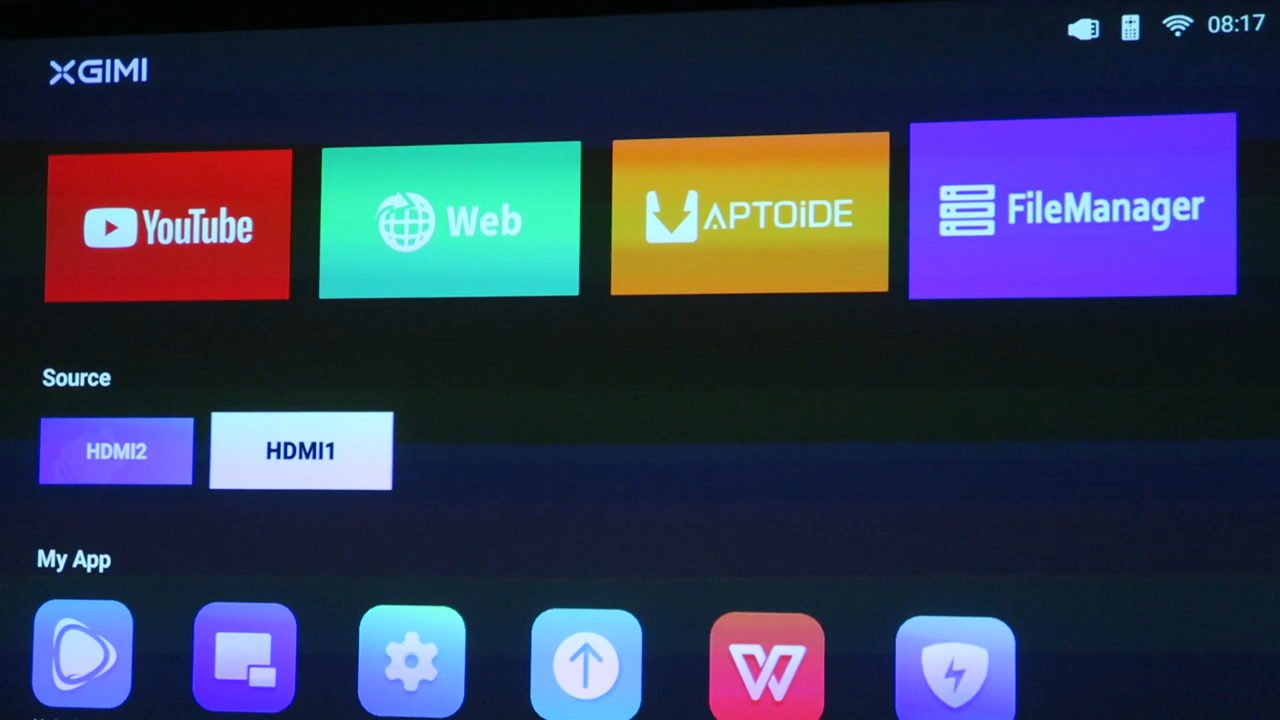 08:17
XGIMI
YouTube
Web
APTOiDE
FileManager
Source
HDMI2
HDMI1
My App